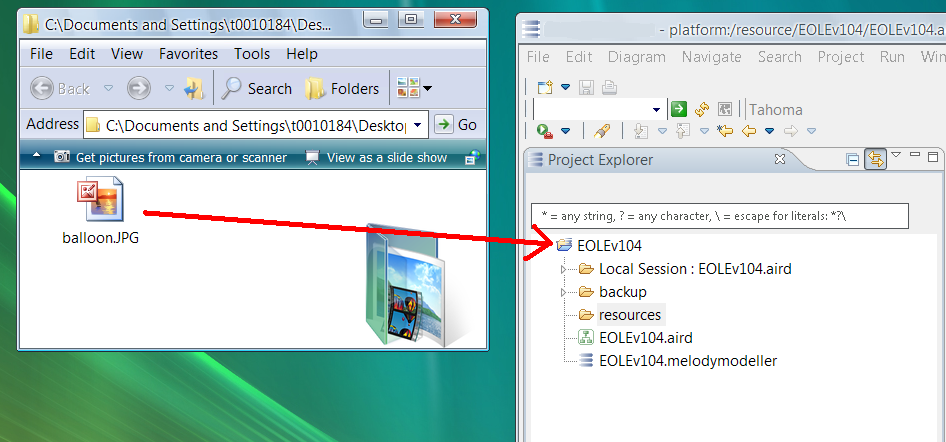 C:\Documents and Settings\t0010184\Des...
File Edit View Favorites Tools Help
Back Search Folders
Address C:\Documents and Settings\t0010184\Deskto Go
Get pictures from camera or scanner View as a slide show
balloon.JPG
- platform:/resource/EOLEv104/EOLEv104.a
File Edit Diagram Navigate Search Project Run Win
Tahoma
Project Explorer
* = any string, ? = any character, \ = escape for literals: *?\
EOLEv104
Local Session : EOLEv104.aird
backup
resources
EOLEv104.aird
EOLEv104.melodymodeller